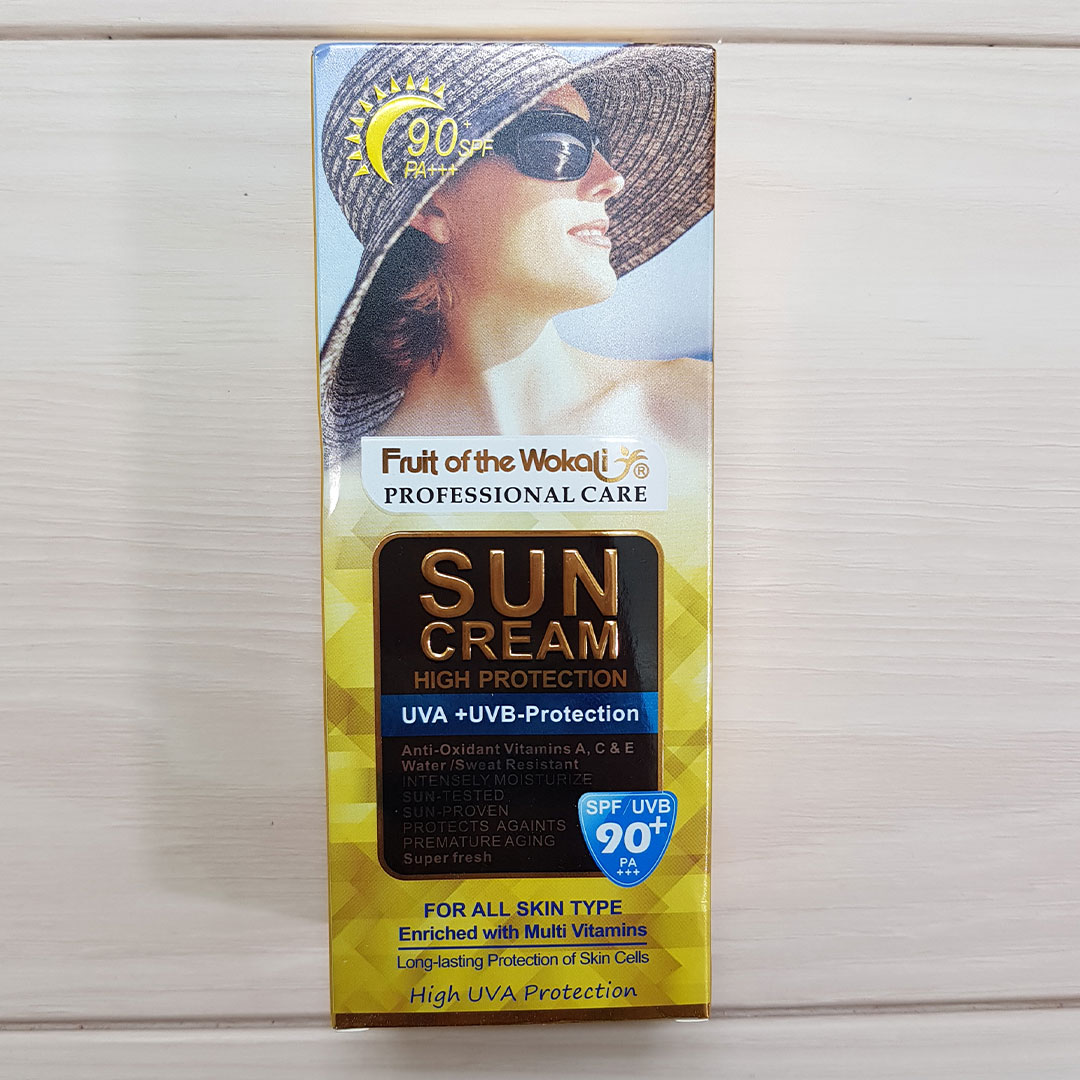 90+ SPF
PA+++
Fruit of the Wokali ®
PROFESSIONAL CARE
SUN
CREAM
HIGH PROTECTION
UVA +UVB-Protection
Anti-Oxidant Vitamins A, C & E
Water /Sweat Resistant
INTENSELY MOISTURIZE
SUN-TESTED
SUN-PROVEN
PROTECTS AGAINTS
PREMATURE AGING
Super fresh
SPF/UVB
90+
PA
+++
FOR ALL SKIN TYPE
Enriched with Multi Vitamins
Long-lasting Protection of Skin Cells
High UVA Protection